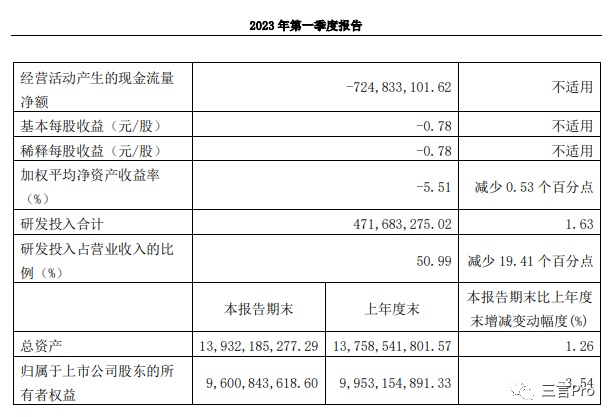 2023 年第一季度报告
经营活动产生的现金流量
净额
-724,833,101.62
不适用
基本每股收益（元/股）
-0.78
不适用
稀释每股收益（元/股）
-0.78
不适用
加权平均净资产收益率
（%）
-5.51
减少 0.53 个百分点
研发投入合计
471,683,275.02
1.63
研发投入占营业收入的比
例（%）
50.99
减少 19.41 个百分点
本报告期末
上年度末
本报告期末比上年度
末增减变动幅度(%)
总资产
13,932,185,277.29
13,758,541,801.57
1.26
归属于上市公司股东的所
有者权益
9,600,843,618.60
9,953,154,891.33
-3.54
三言Pro